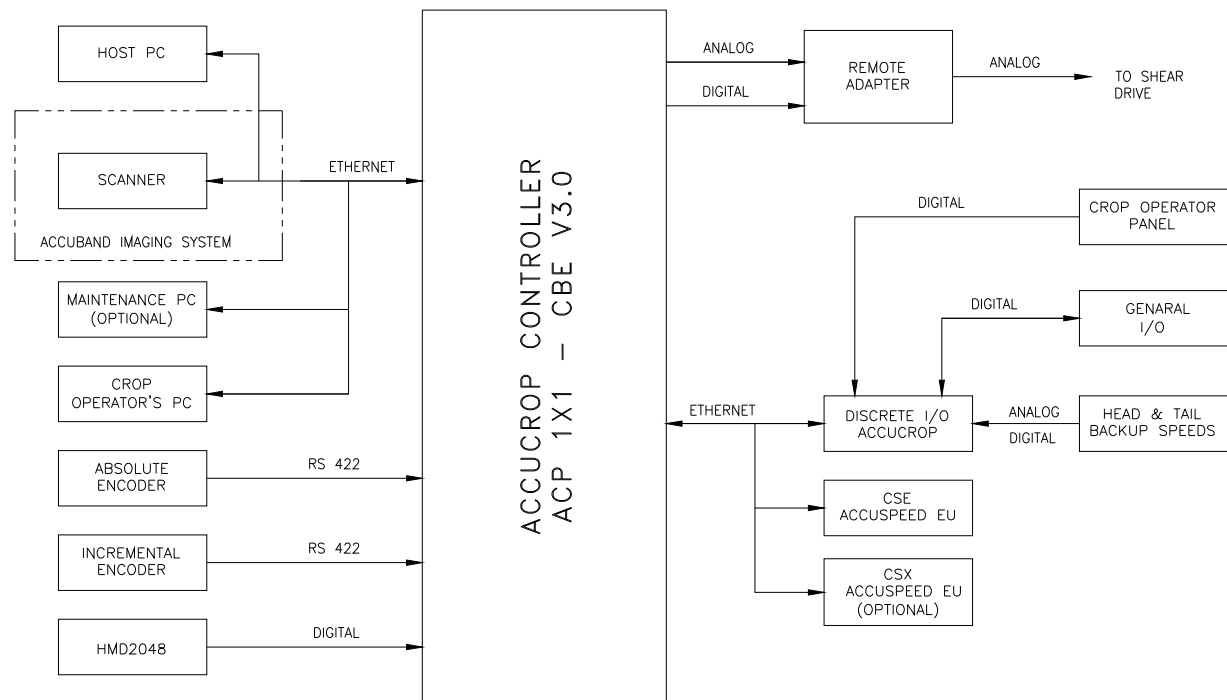 HOST PC
SCANNER
ETHERNET
ACCUBAND IMAGING SYSTEM
MAINTENANCE PC
(OPTIONAL)
CROP
OPERATOR'S PC
ABSOLUTE
ENCODER
RS 422
INCREMENTAL
ENCODER
RS 422
HMD2048
DIGITAL
ACCUCROP CONTROLLER
ACP 1X1 - CBE V3.0
ANALOG
DIGITAL
REMOTE
ADAPTER
ANALOG
TO SHEAR
DRIVE
DIGITAL
CROP OPERATOR
PANEL
DIGITAL
GENARAL
I/O
ETHERNET
DISCRETE I/O
ACCUCROP
ANALOG
DIGITAL
HEAD & TAIL
BACKUP SPEEDS
CSE
ACCUSPEED EU
CSX
ACCUSPEED EU
(OPTIONAL)